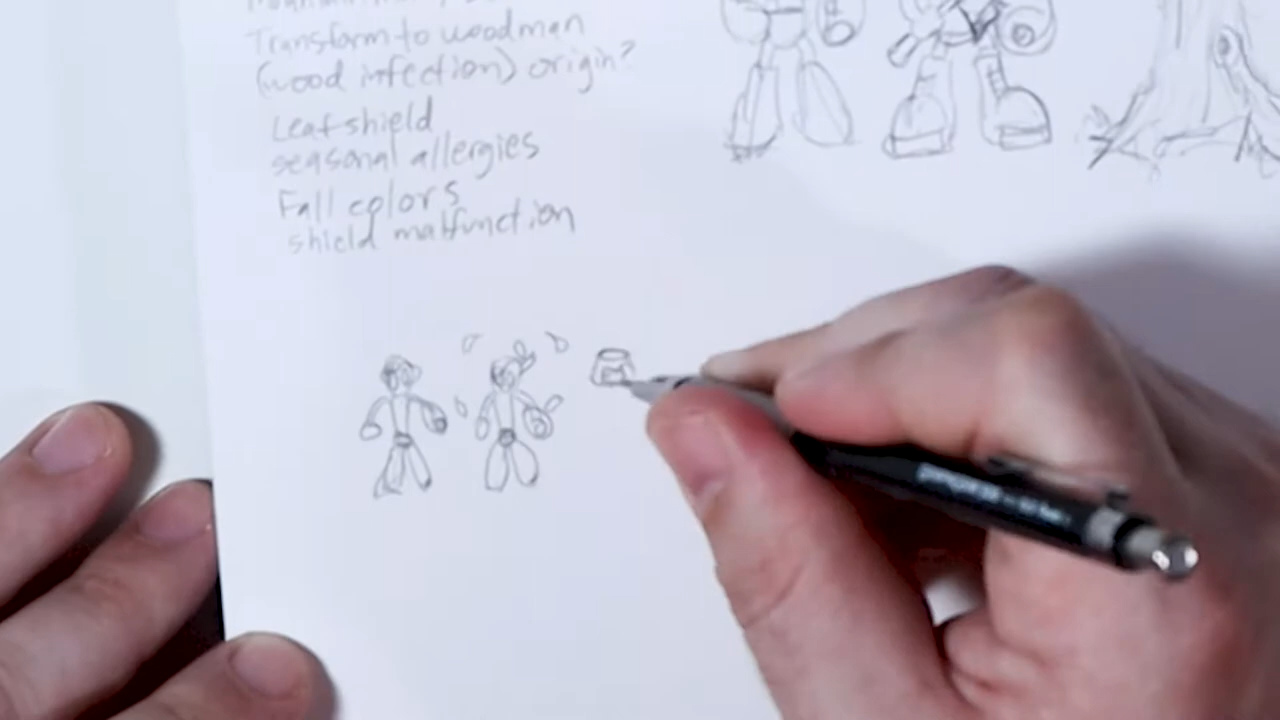 Transform to woodman
(wood infection) origin?
Leaf shield
seasonal allergies
Fall colors
shield malfunction